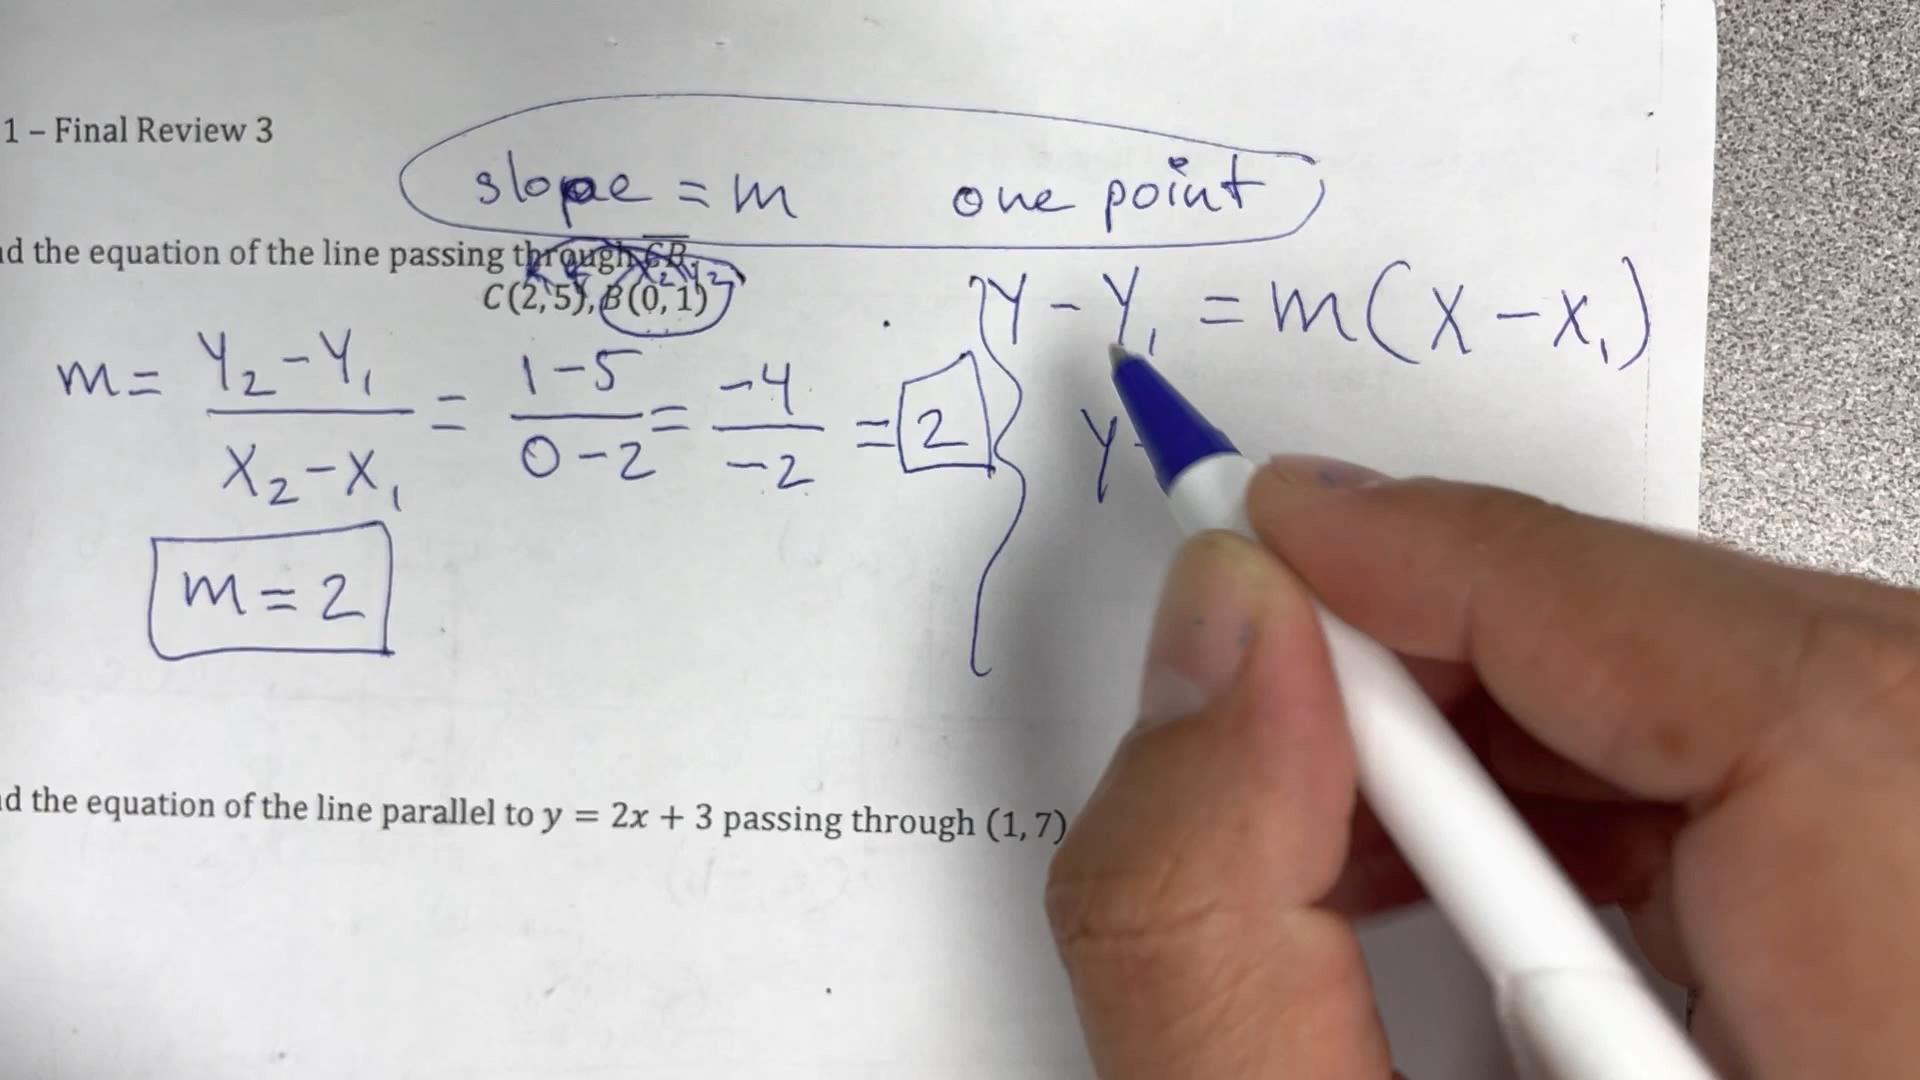 1 – Final Review 3
slope = m one point
d the equation of the line passing through CB,
C(2,5), B(0,1)
x₂ y₂
y - y₁ = m(x - x₁)
m = y₂ - y₁ / x₂ - x₁ = 1 - 5 / 0 - 2 = -4 / -2 = 2
y -
m = 2
d the equation of the line parallel to y = 2x + 3 passing through (1, 7)